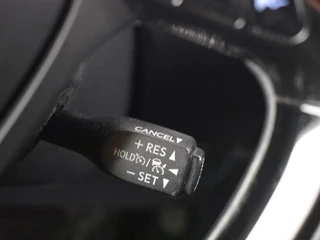 CANCEL▼
+ RES ▲
HOLD / ◀
− SET ▼